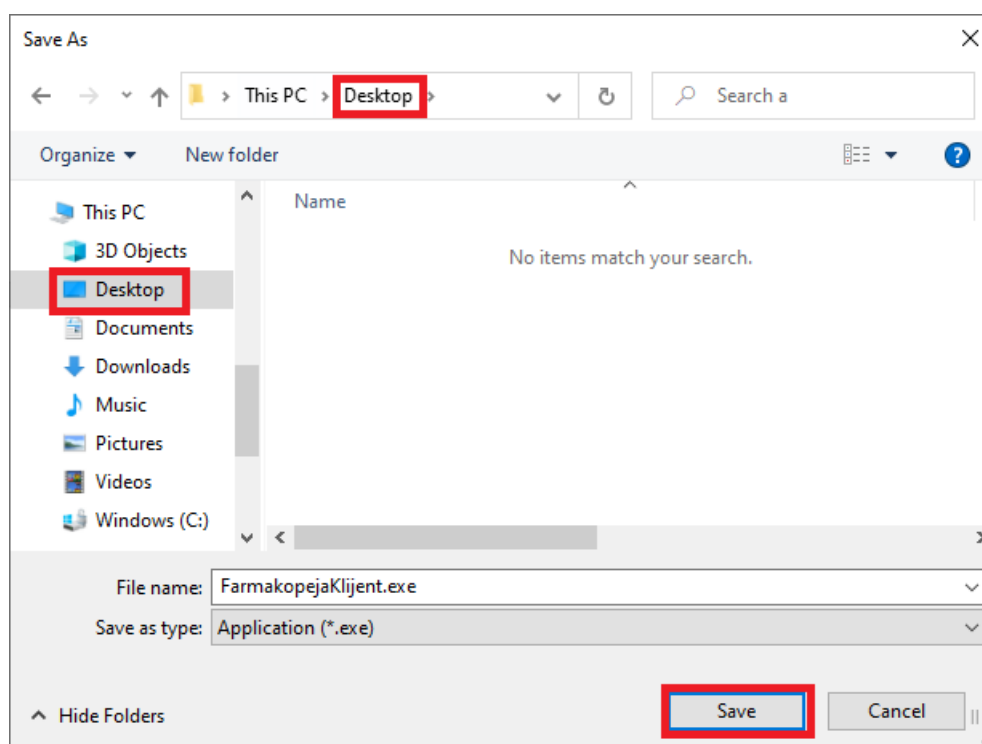 Save As
This PC > Desktop >
Search a
Organize
New folder
?
This PC
Name
3D Objects
No items match your search.
Desktop
Documents
Downloads
Music
Pictures
Videos
Windows (C:)
File name: FarmakopejaKlijent.exe
Save as type: Application (*.exe)
Hide Folders
Save
Cancel